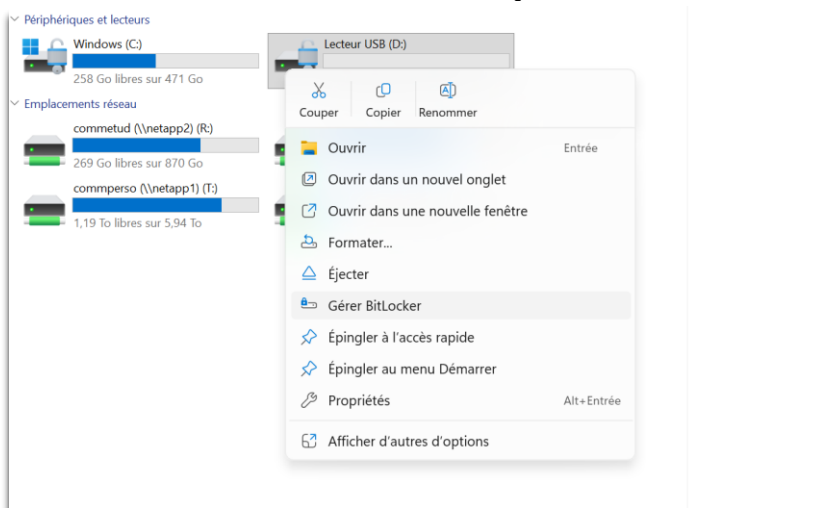 Périphériques et lecteurs
Windows (C:)
258 Go libres sur 471 Go
Lecteur USB (D:)
Emplacements réseau
commetud (\\netapp2) (R:)
269 Go libres sur 870 Go
commperso (\\netapp1) (T:)
1,19 To libres sur 5,94 To
Couper Copier Renommer
Ouvrir Entrée
Ouvrir dans un nouvel onglet
Ouvrir dans une nouvelle fenêtre
Formater...
Éjecter
Gérer BitLocker
Épingler à l'accès rapide
Épingler au menu Démarrer
Propriétés Alt+Entrée
Afficher d'autres d'options